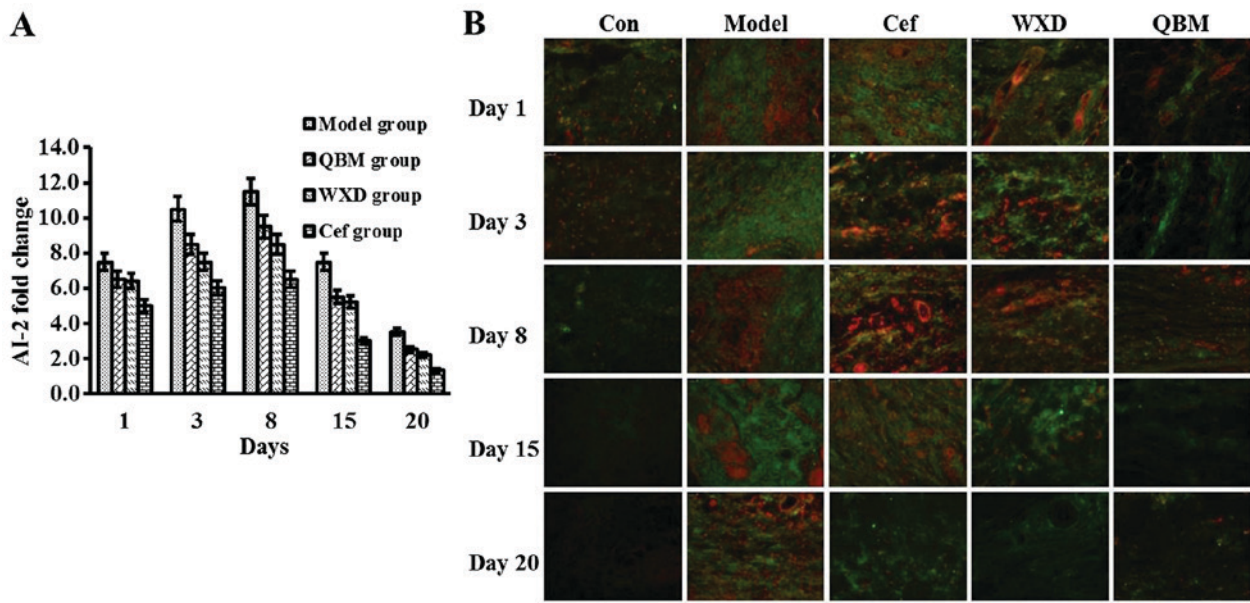 A
Model group
QBM group
WXD group
Cef group
14.0
12.0
10.0
8.0
6.0
4.0
2.0
0.0
AI-2 fold change
1 3 8 15 20
Days
B
Con Model Cef WXD QBM
Day 1
Day 3
Day 8
Day 15
Day 20